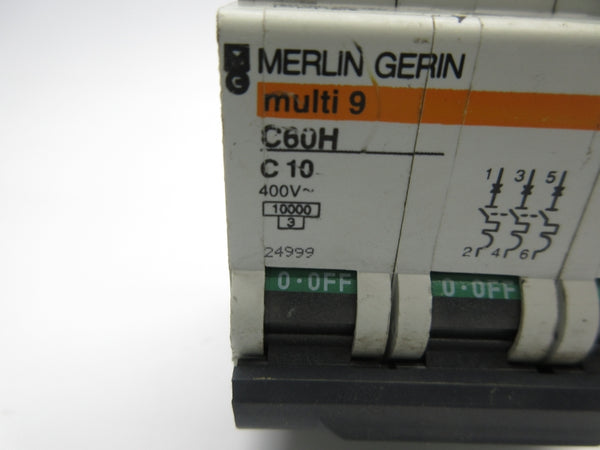 MG
MERLIN GERIN
multi 9
C60H
C 10
400V~
10000
3
24999
1 3 5
2 4 6
0·OFF 0·OFF